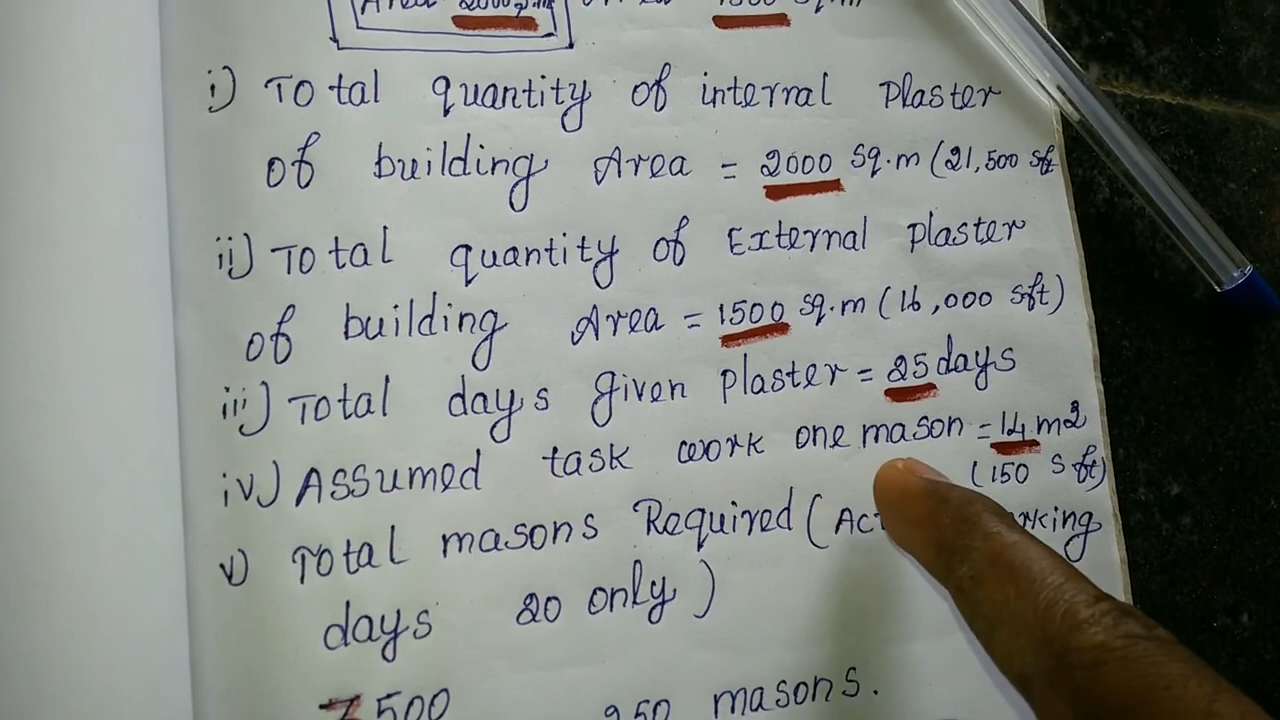 i) Total quantity of internal plaster
of building Area = 2000 sq.m (21,500 sft
ii) Total quantity of External plaster
of building Area = 1500 sq.m (16,000 sft)
iii) Total days given plaster = 25 days
iv) Assumed task work one mason = 14 m2
(150 sft)
v) Total masons Required (
days 20 only)
masons.